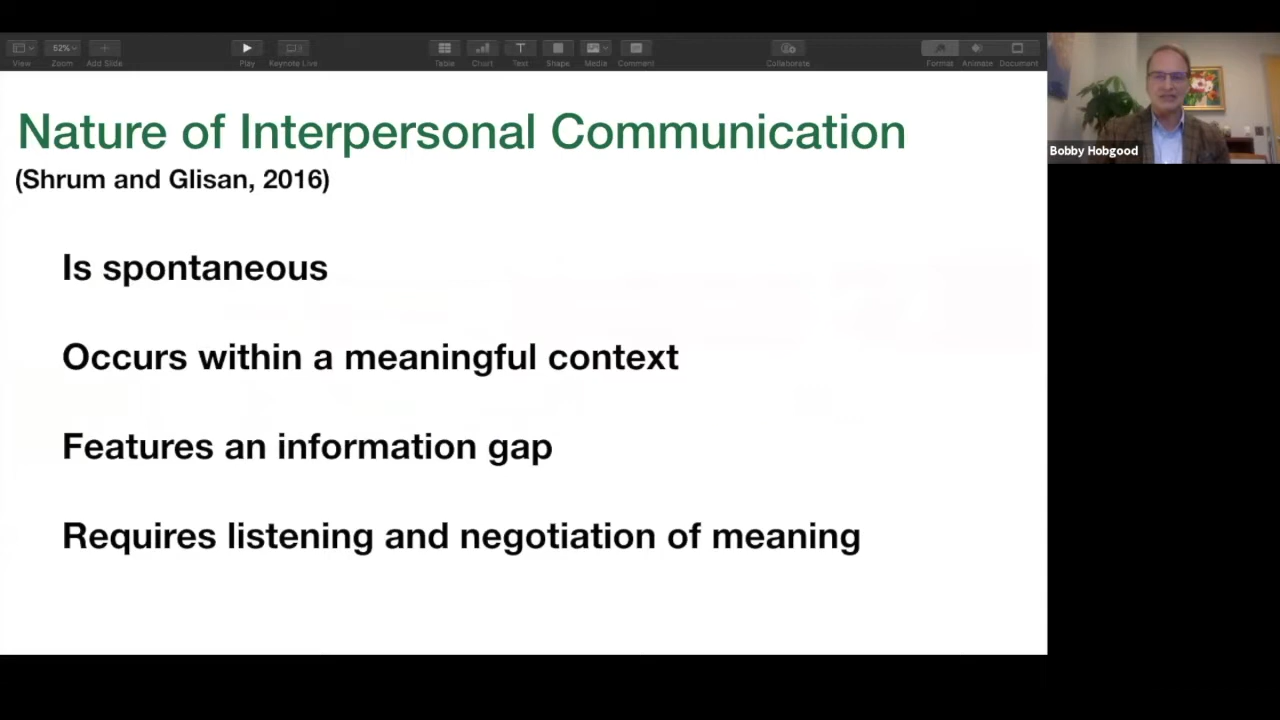 View
52%
Zoom
Add Slide
Play
Keynote Live
Table
Chart
T
Text
Shape
Media
Comment
Collaborate
Format
Animate
Document
Nature of Interpersonal Communication
(Shrum and Glisan, 2016)
Is spontaneous
Occurs within a meaningful context
Features an information gap
Requires listening and negotiation of meaning
Bobby Hobgood